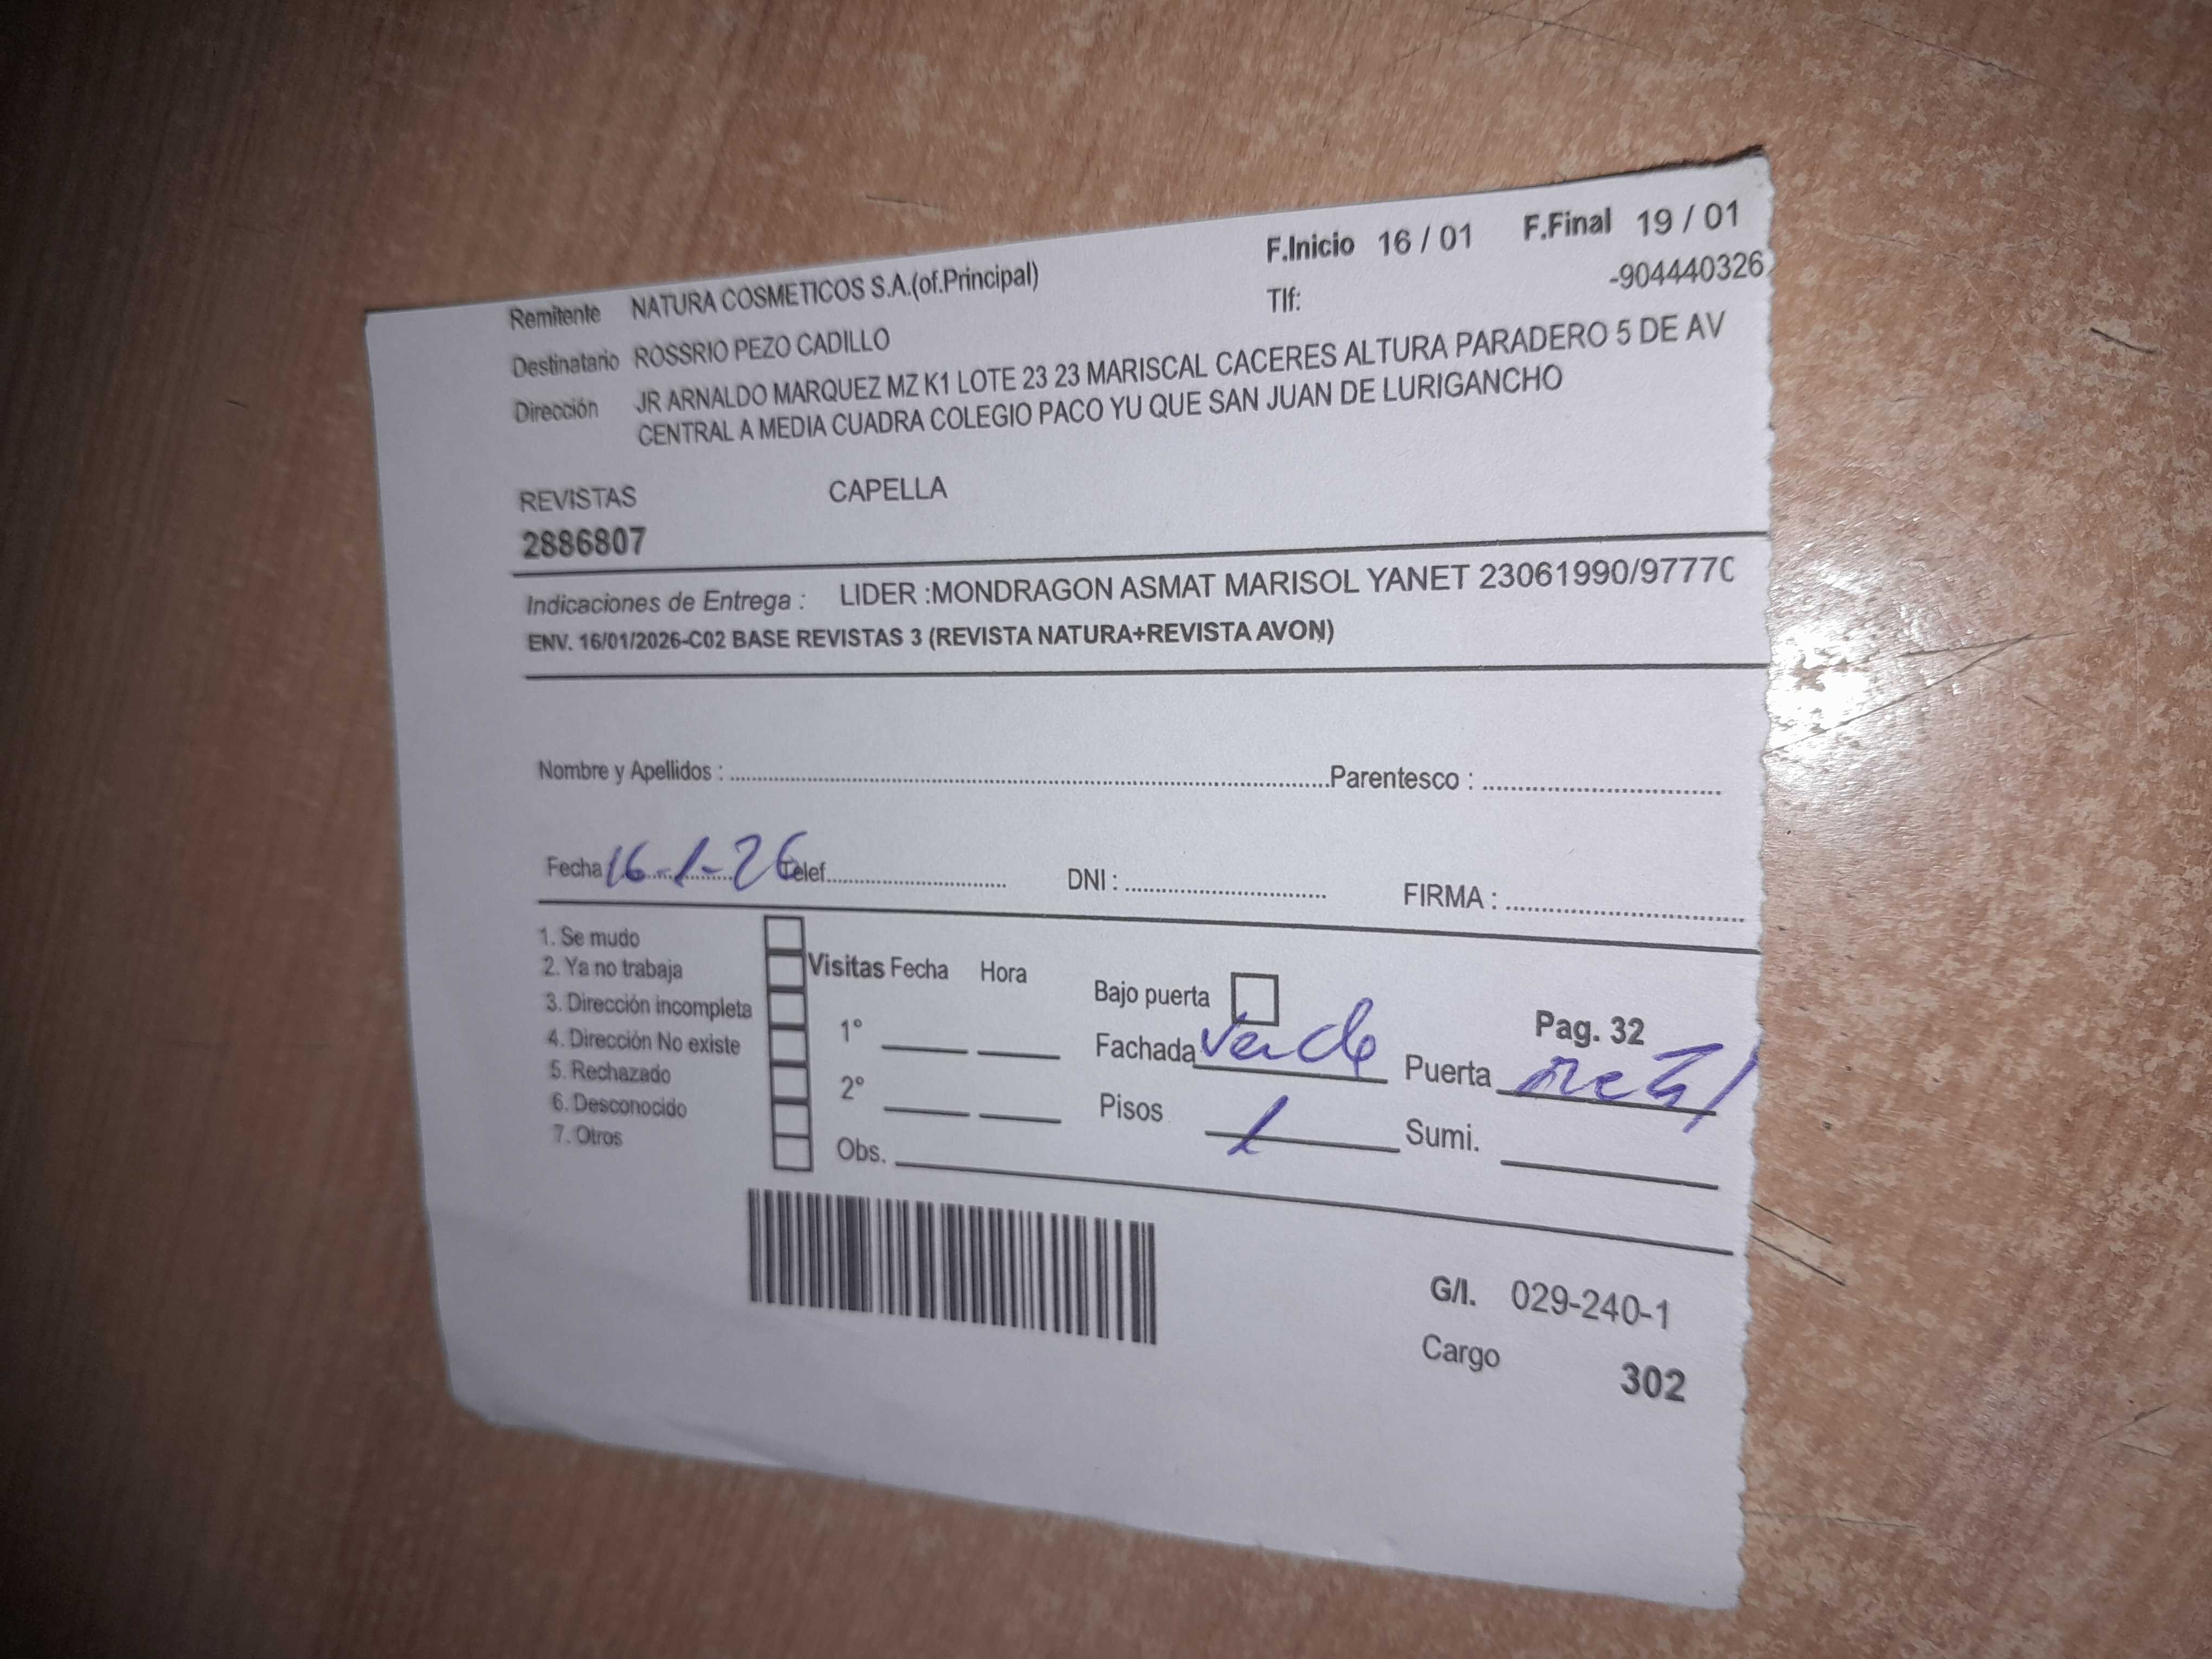 F.Inicio 16 / 01 F.Final 19 / 01
Remitente NATURA COSMETICOS S.A.(of.Principal) Tlf: -904440326
Destinatario ROSSRIO PEZO CADILLO
Dirección JR ARNALDO MARQUEZ MZ K1 LOTE 23 23 MARISCAL CACERES ALTURA PARADERO 5 DE AV
CENTRAL A MEDIA CUADRA COLEGIO PACO YU QUE SAN JUAN DE LURIGANCHO
REVISTAS CAPELLA
2886807
Indicaciones de Entrega : LIDER :MONDRAGON ASMAT MARISOL YANET 23061990/9777
ENV. 16/01/2026-C02 BASE REVISTAS 3 (REVISTA NATURA+REVISTA AVON)
Nombre y Apellidos : Parentesco :
Fecha 16-1-26 Telef. DNI : FIRMA :
1. Se mudo
2. Ya no trabaja
3. Dirección incompleta
4. Dirección No existe
5. Rechazado
6. Desconocido
7. Otros
Visitas Fecha Hora
1°
2°
Obs.
Bajo puerta Pag. 32
Fachada Verde Puerta metal
Pisos 1 Sumi.
G/I. 029-240-1
Cargo 302